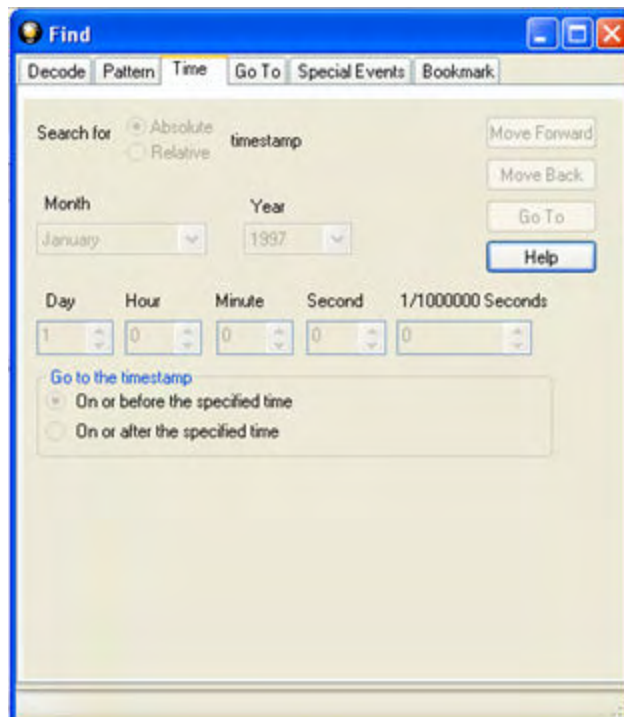 Find
Decode Pattern Time Go To Special Events Bookmark
Search for Absolute timestamp
Relative
Move Forward
Move Back
Month Year
Go To
January 1997
Help
Day Hour Minute Second 1/1000000 Seconds
1 0 0 0 0
Go to the timestamp
On or before the specified time
On or after the specified time